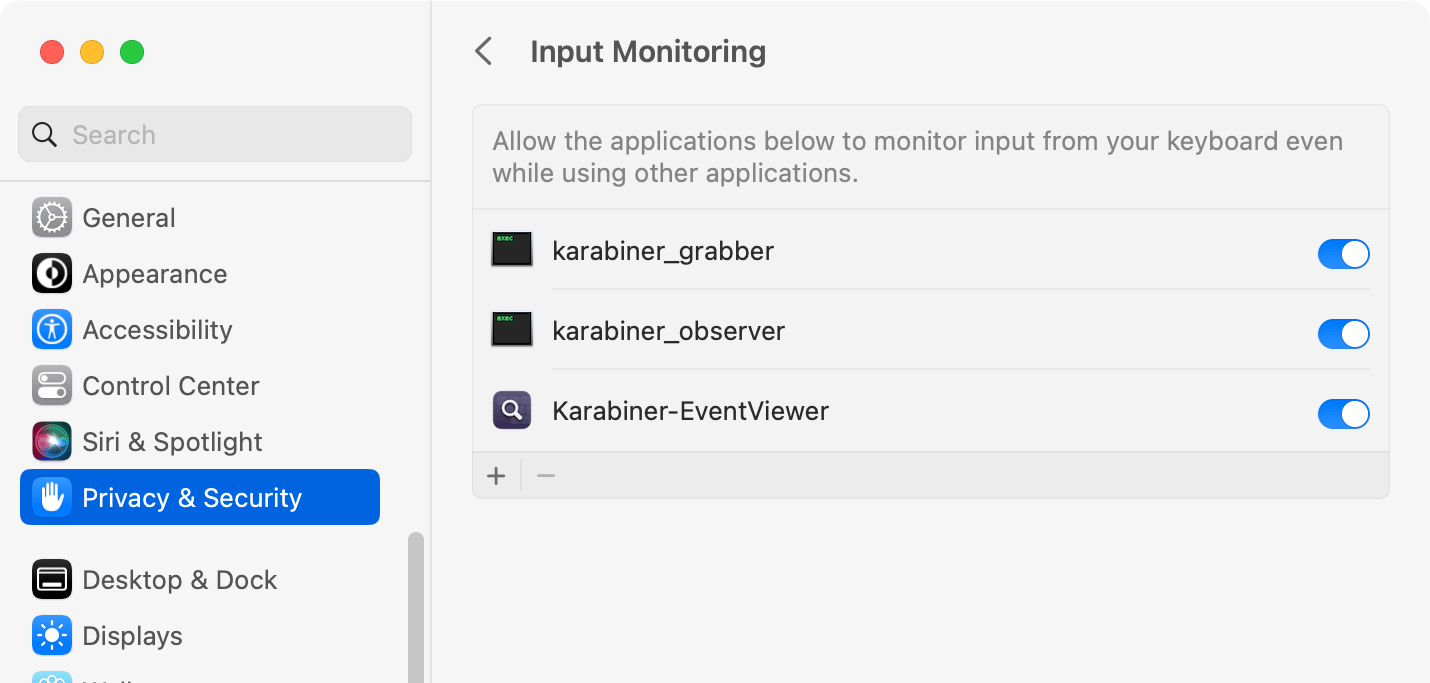 Input Monitoring
Search
Allow the applications below to monitor input from your keyboard even
while using other applications.
General
Appearance
Accessibility
Control Center
Siri & Spotlight
Privacy & Security
Desktop & Dock
Displays
exec
karabiner_grabber
exec
karabiner_observer
Karabiner-EventViewer